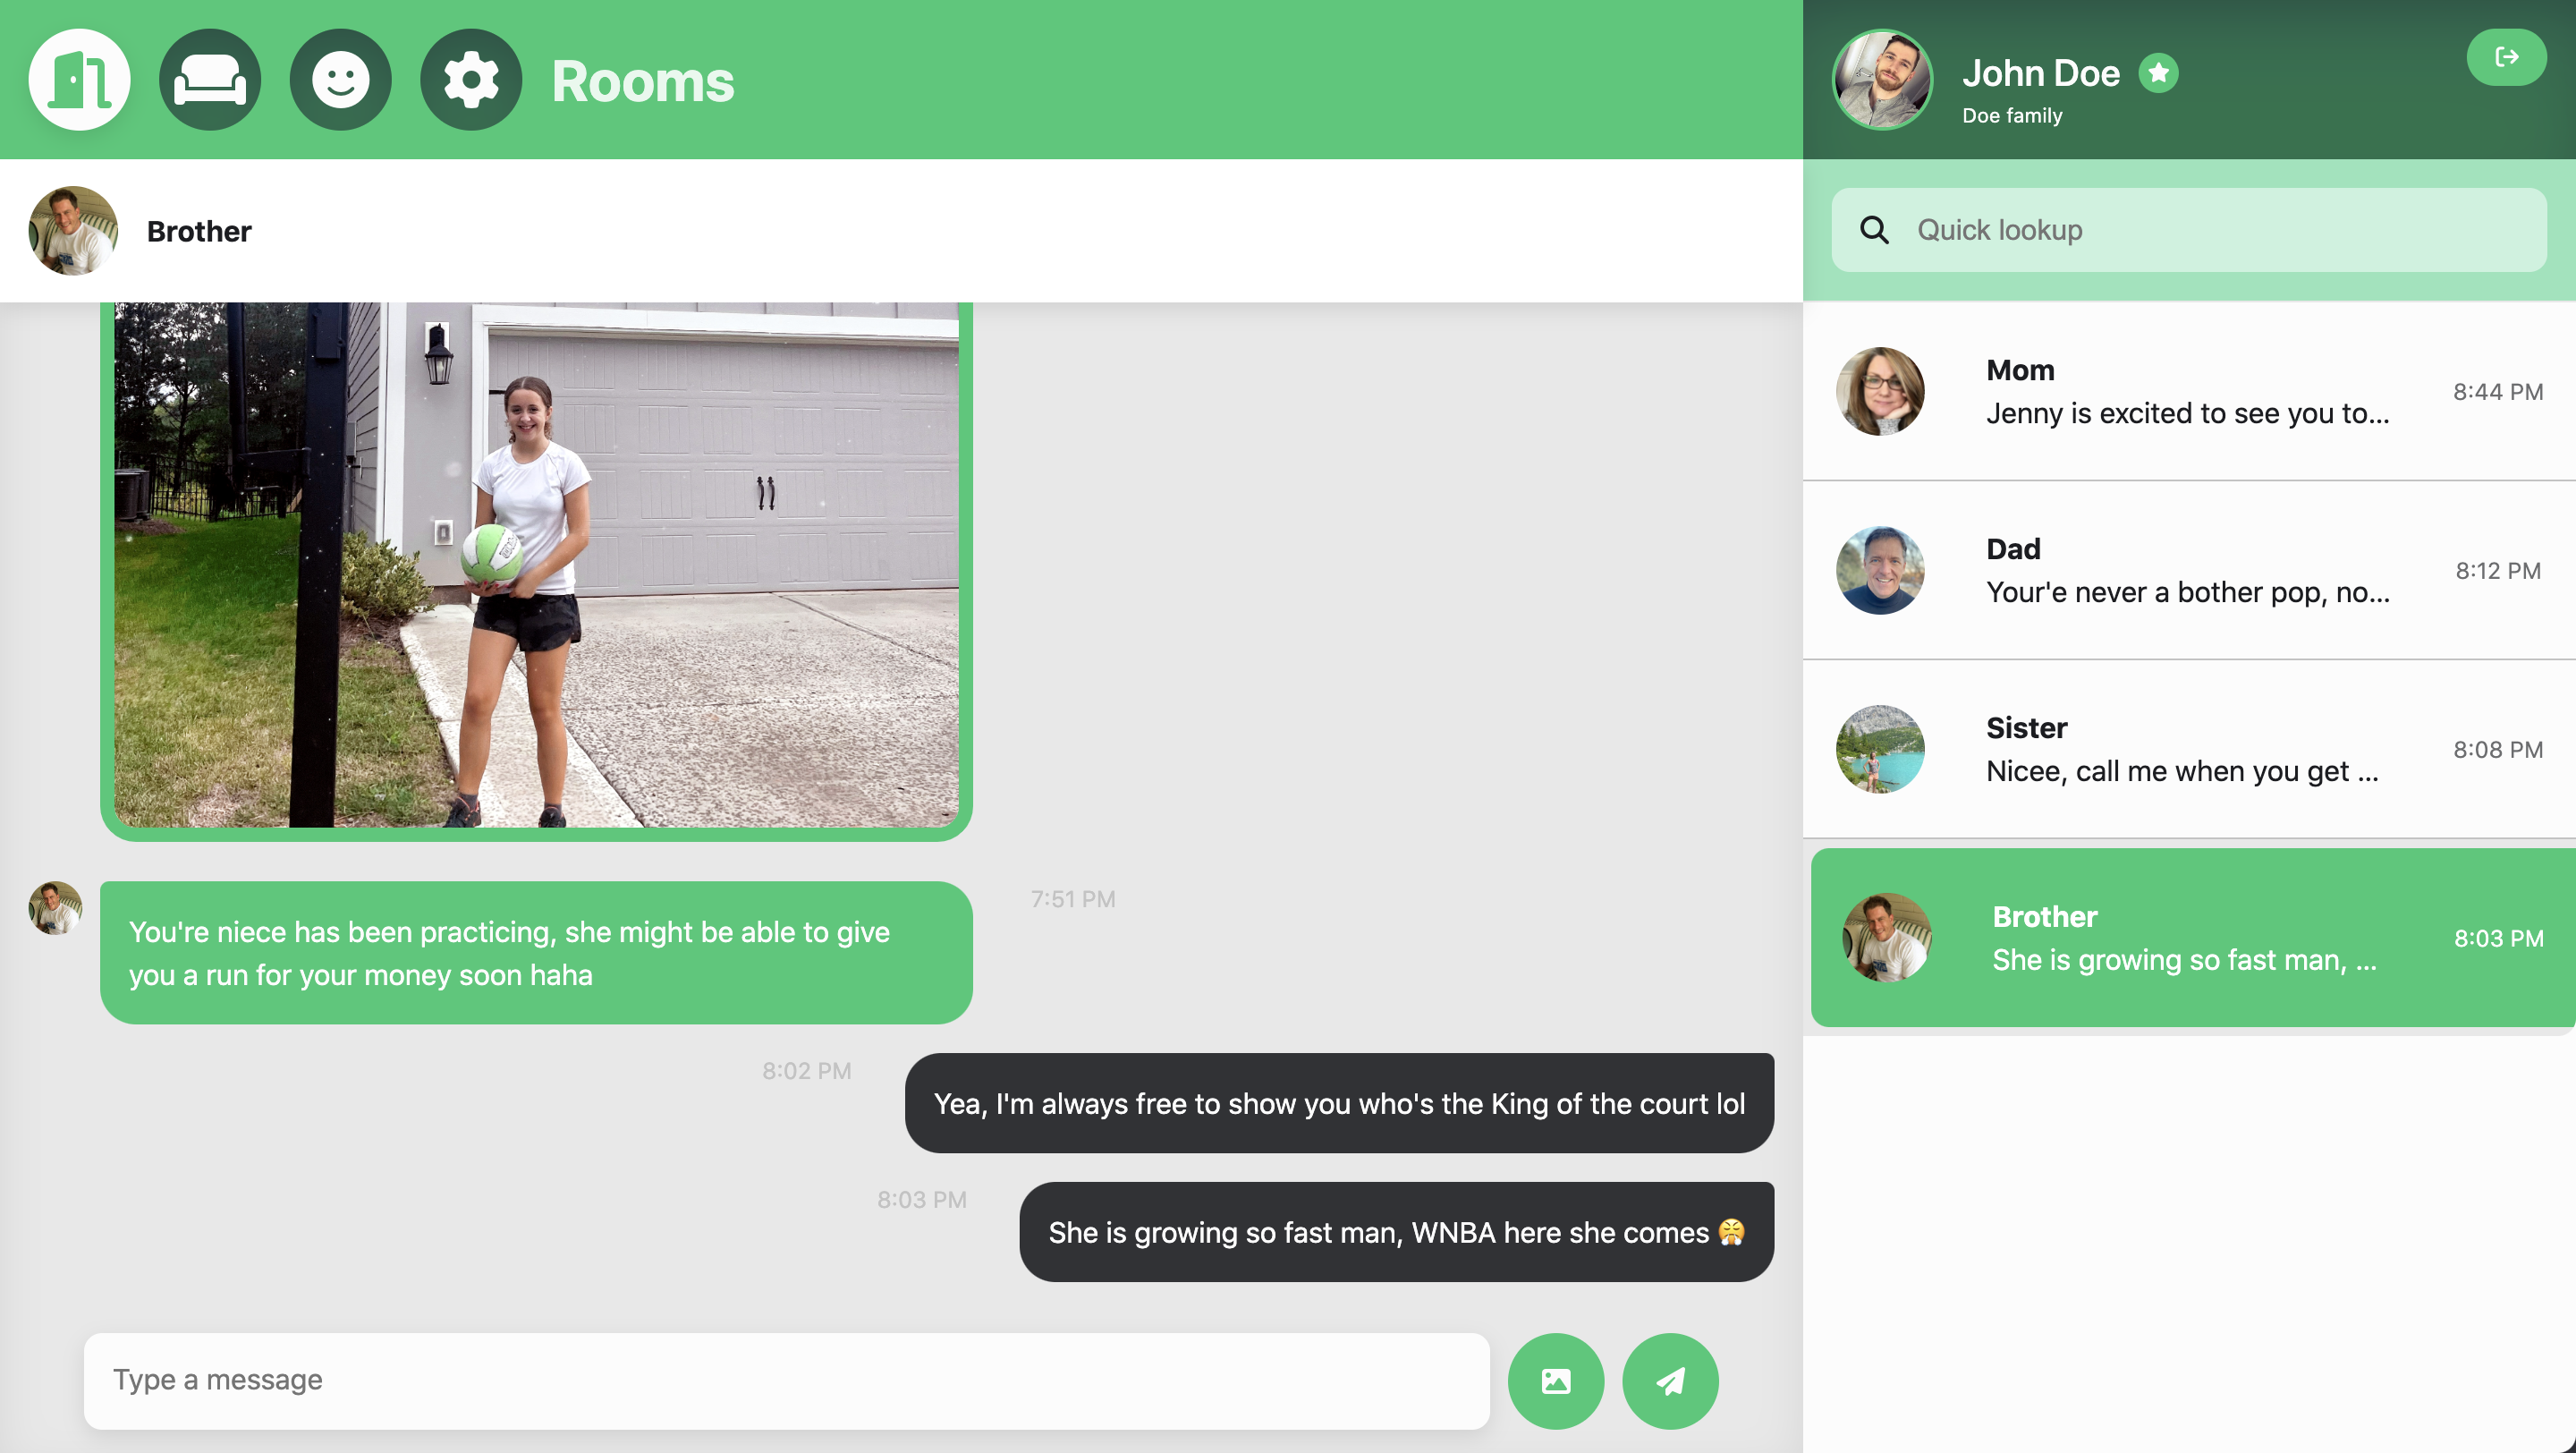 Rooms
John Doe
Doe family
Brother
Quick lookup
Mom
Jenny is excited to see you to...
8:44 PM
Dad
Your'e never a bother pop, no...
8:12 PM
Sister
Nicee, call me when you get ...
8:08 PM
Brother
She is growing so fast man, ...
8:03 PM
7:51 PM
You're niece has been practicing, she might be able to give
you a run for your money soon haha
8:02 PM
Yea, I'm always free to show you who's the King of the court lol
8:03 PM
She is growing so fast man, WNBA here she comes 😤
Type a message